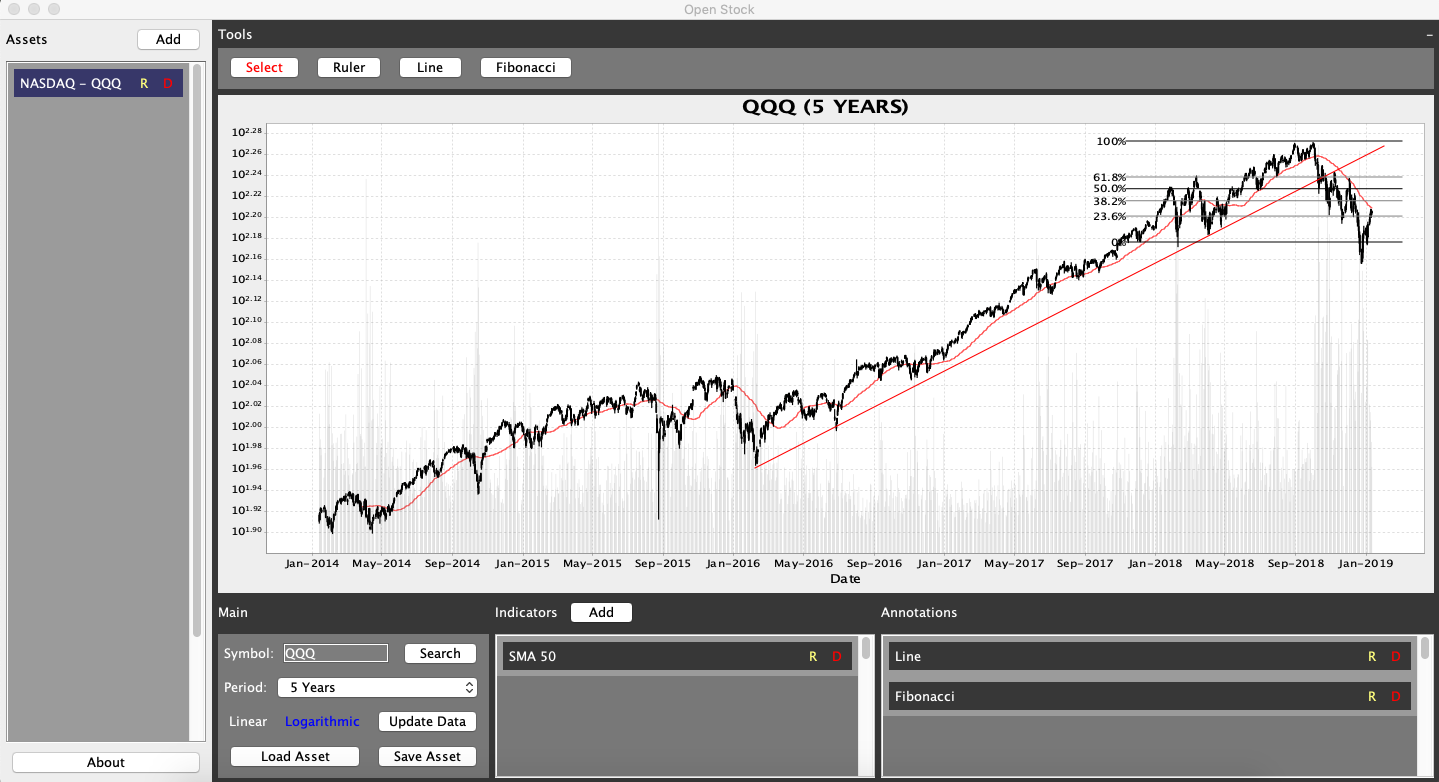 Open Stock
Assets Add
NASDAQ – QQQ R D
About
Tools –
Select Ruler Line Fibonacci
QQQ (5 YEARS)
10^2.28
10^2.26
10^2.24
10^2.22
10^2.20
10^2.18
10^2.16
10^2.14
10^2.12
10^2.10
10^2.08
10^2.06
10^2.04
10^2.02
10^2.00
10^1.98
10^1.96
10^1.94
10^1.92
10^1.90
100%
61.8%
50.0%
38.2%
23.6%
0%
Jan–2014 May–2014 Sep–2014 Jan–2015 May–2015 Sep–2015 Jan–2016 May–2016 Sep–2016 Jan–2017 May–2017 Sep–2017 Jan–2018 May–2018 Sep–2018 Jan–2019
Date
Main
Symbol: QQQ Search
Period: 5 Years
Linear Logarithmic Update Data
Load Asset Save Asset
Indicators Add
SMA 50 R D
Annotations
Line R D
Fibonacci R D